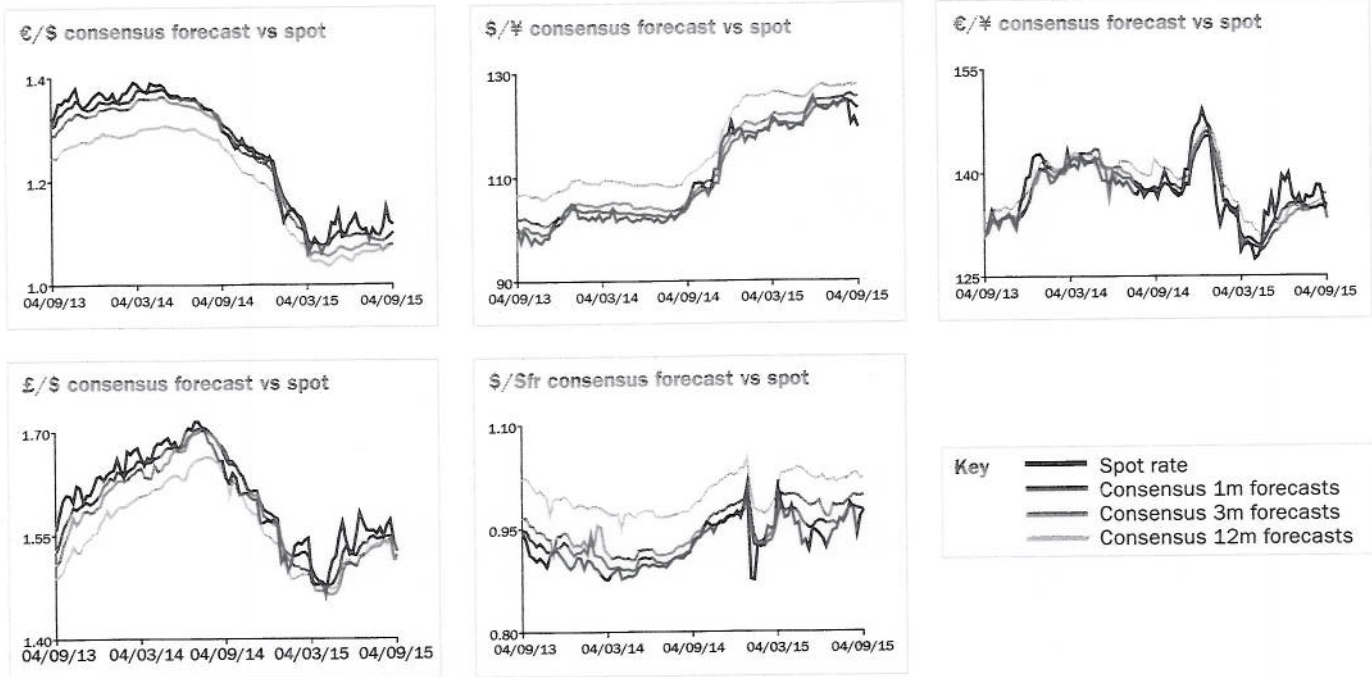 €/$ consensus forecast vs spot
1.4
1.2
1.0
04/09/13 04/03/14 04/09/14 04/03/15 04/09/15
$/¥ consensus forecast vs spot
130
110
90
04/09/13 04/03/14 04/09/14 04/03/15 04/09/15
€/¥ consensus forecast vs spot
155
140
125
04/09/13 04/03/14 04/09/14 04/03/15 04/09/15
£/$ consensus forecast vs spot
1.70
1.55
1.40
04/09/13 04/03/14 04/09/14 04/03/15 04/09/15
$/Sfr consensus forecast vs spot
1.10
0.95
0.80
04/09/13 04/03/14 04/09/14 04/03/15 04/09/15
Key
Spot rate
Consensus 1m forecasts
Consensus 3m forecasts
Consensus 12m forecasts